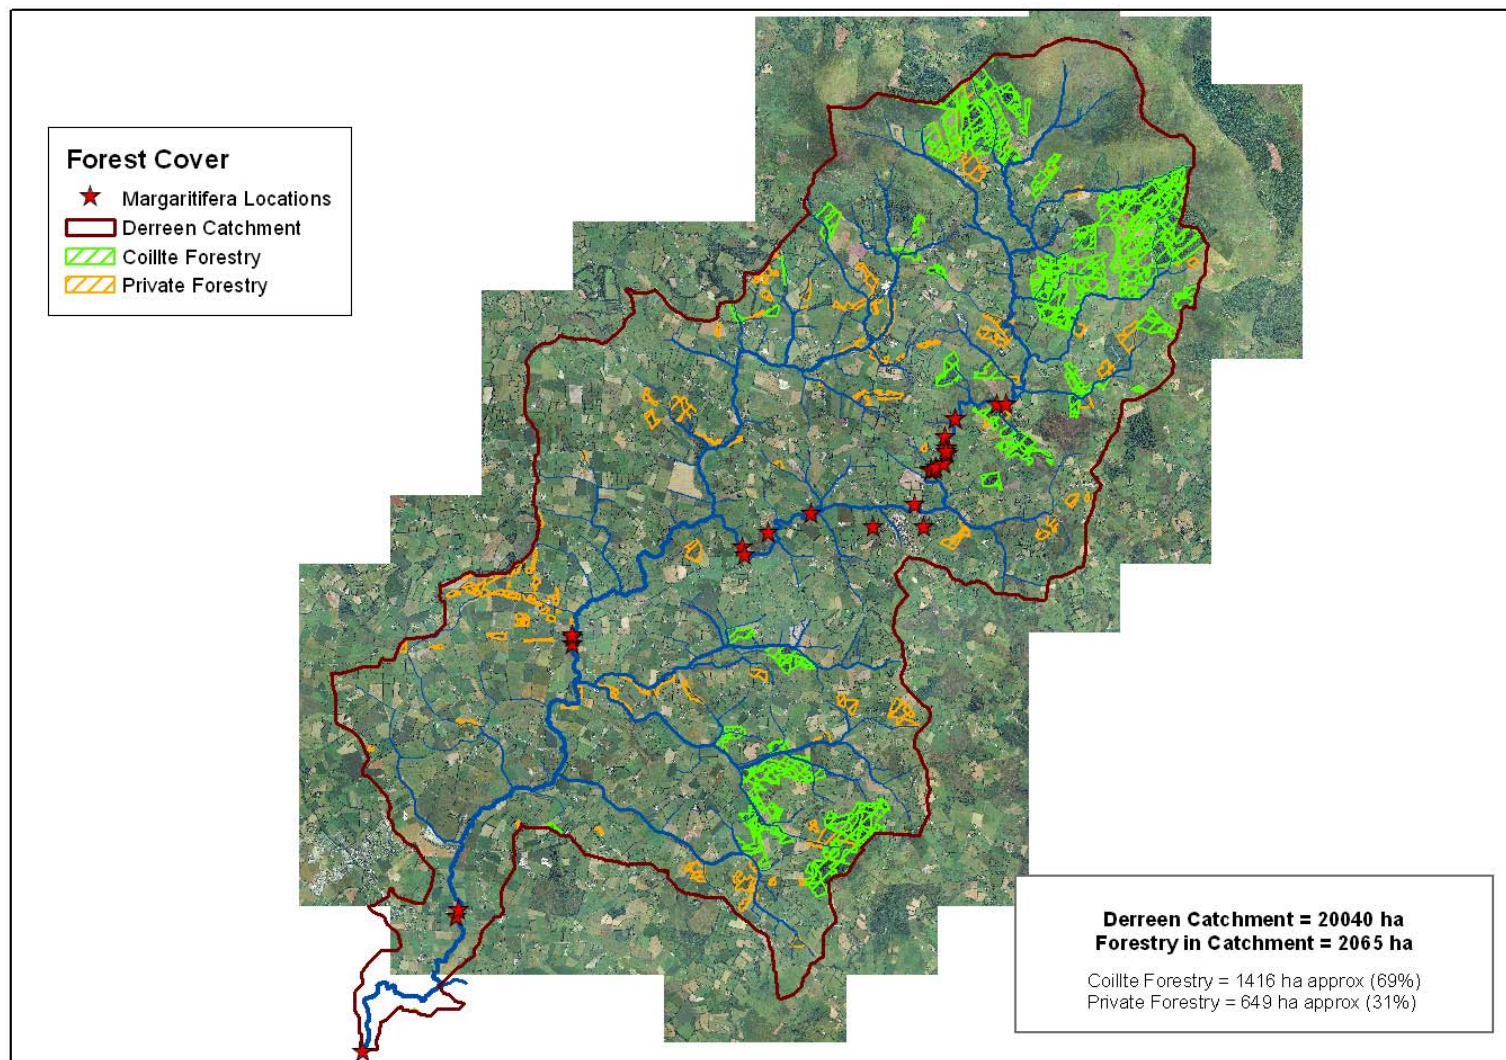 Forest Cover
Margaritifera Locations
Derreen Catchment
Coillte Forestry
Private Forestry
Derreen Catchment = 20040 ha
Forestry in Catchment = 2065 ha
Coillte Forestry = 1416 ha approx (69%)
Private Forestry = 649 ha approx (31%)